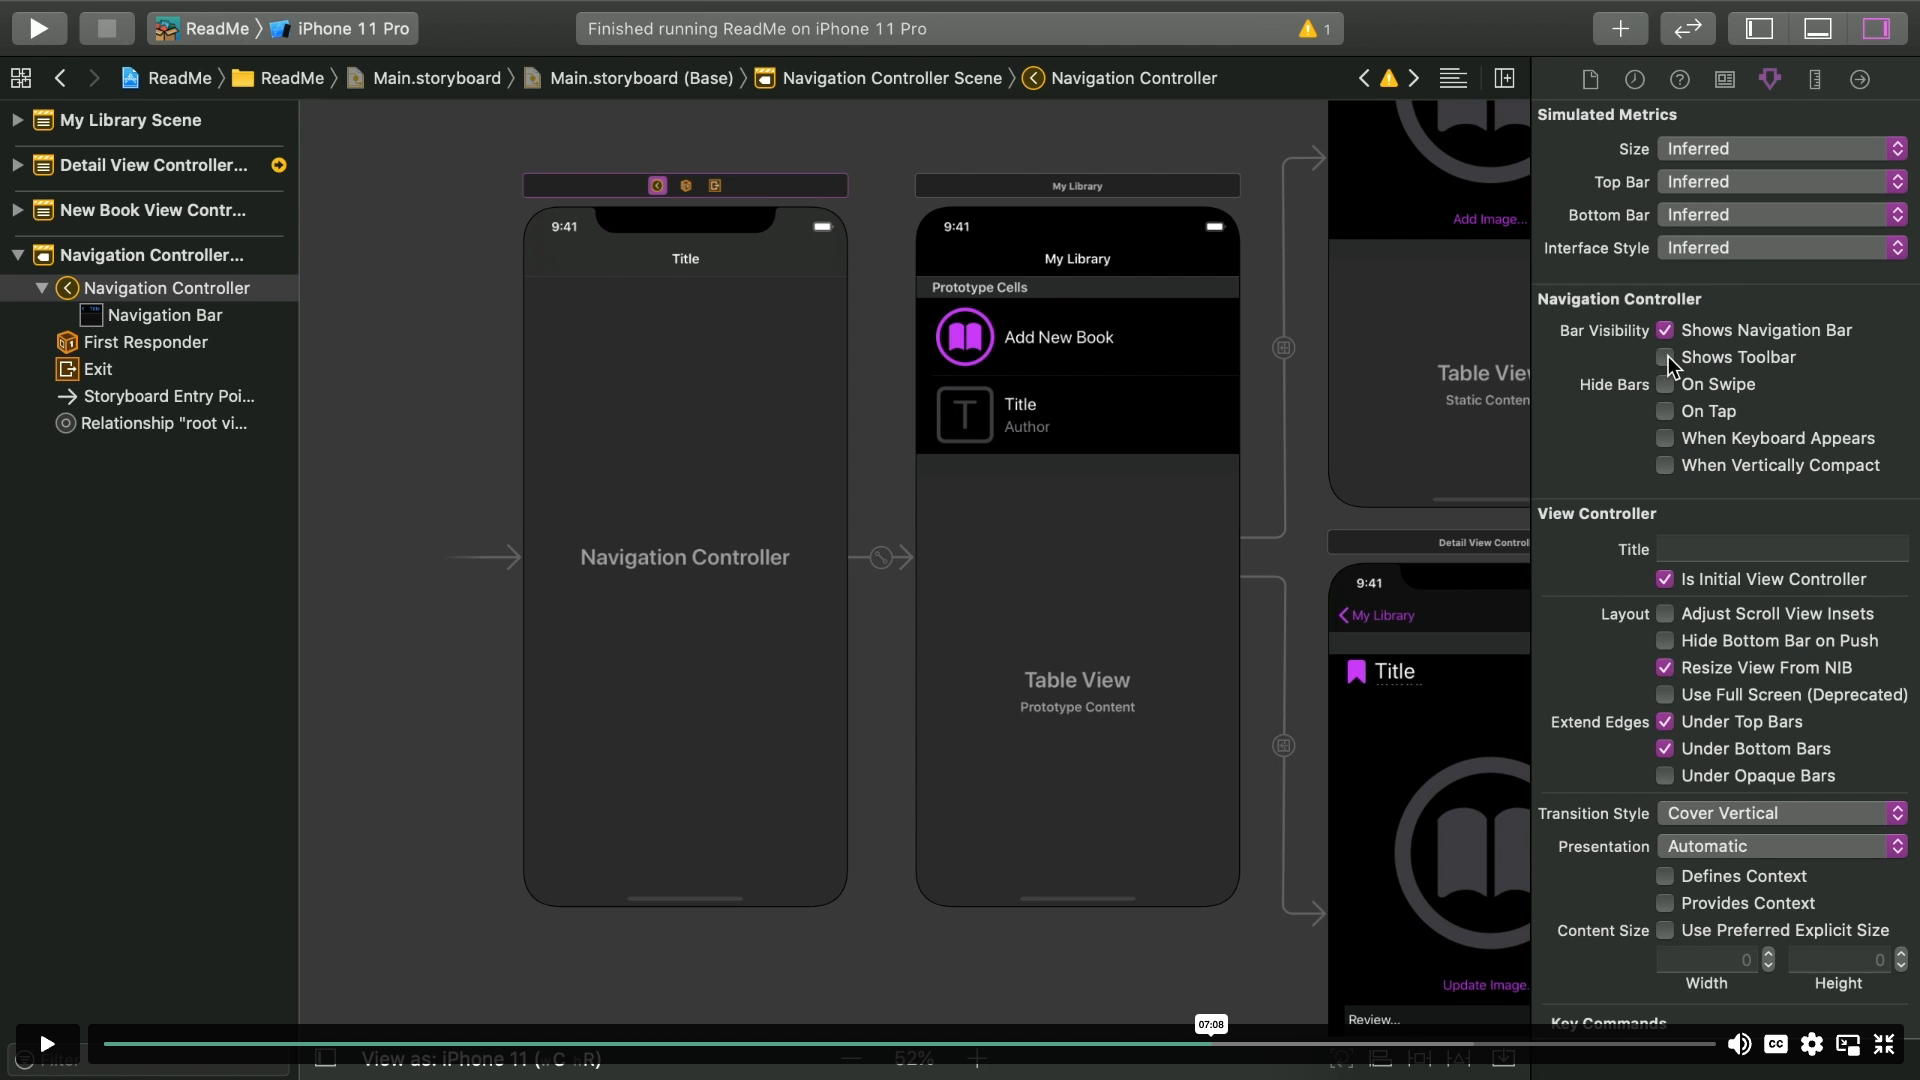 ReadMe
iPhone 11 Pro
Finished running ReadMe on iPhone 11 Pro
1
ReadMe
ReadMe
Main.storyboard
Main.storyboard (Base)
Navigation Controller Scene
Navigation Controller
My Library Scene
Detail View Controller...
New Book View Contr...
Navigation Controller...
Navigation Controller
Navigation Bar
First Responder
Exit
Storyboard Entry Poi...
Relationship "root vi...
9:41
Title
Navigation Controller
My Library
9:41
My Library
Prototype Cells
Add New Book
T
Title
Author
Table View
Prototype Content
Add Image...
Table Vie
Static Conten
Detail View Control
9:41
My Library
Title
Update Image.
Review...
Simulated Metrics
Size Inferred
Top Bar Inferred
Bottom Bar Inferred
Interface Style Inferred
Navigation Controller
Bar Visibility Shows Navigation Bar
Shows Toolbar
Hide Bars On Swipe
On Tap
When Keyboard Appears
When Vertically Compact
View Controller
Title
Is Initial View Controller
Layout Adjust Scroll View Insets
Hide Bottom Bar on Push
Resize View From NIB
Use Full Screen (Deprecated)
Extend Edges Under Top Bars
Under Bottom Bars
Under Opaque Bars
Transition Style Cover Vertical
Presentation Automatic
Defines Context
Provides Context
Content Size Use Preferred Explicit Size
0 0
Width Height
Key Commands
07:08
Filter
View as: iPhone 11 (wC hR)
52%
CC